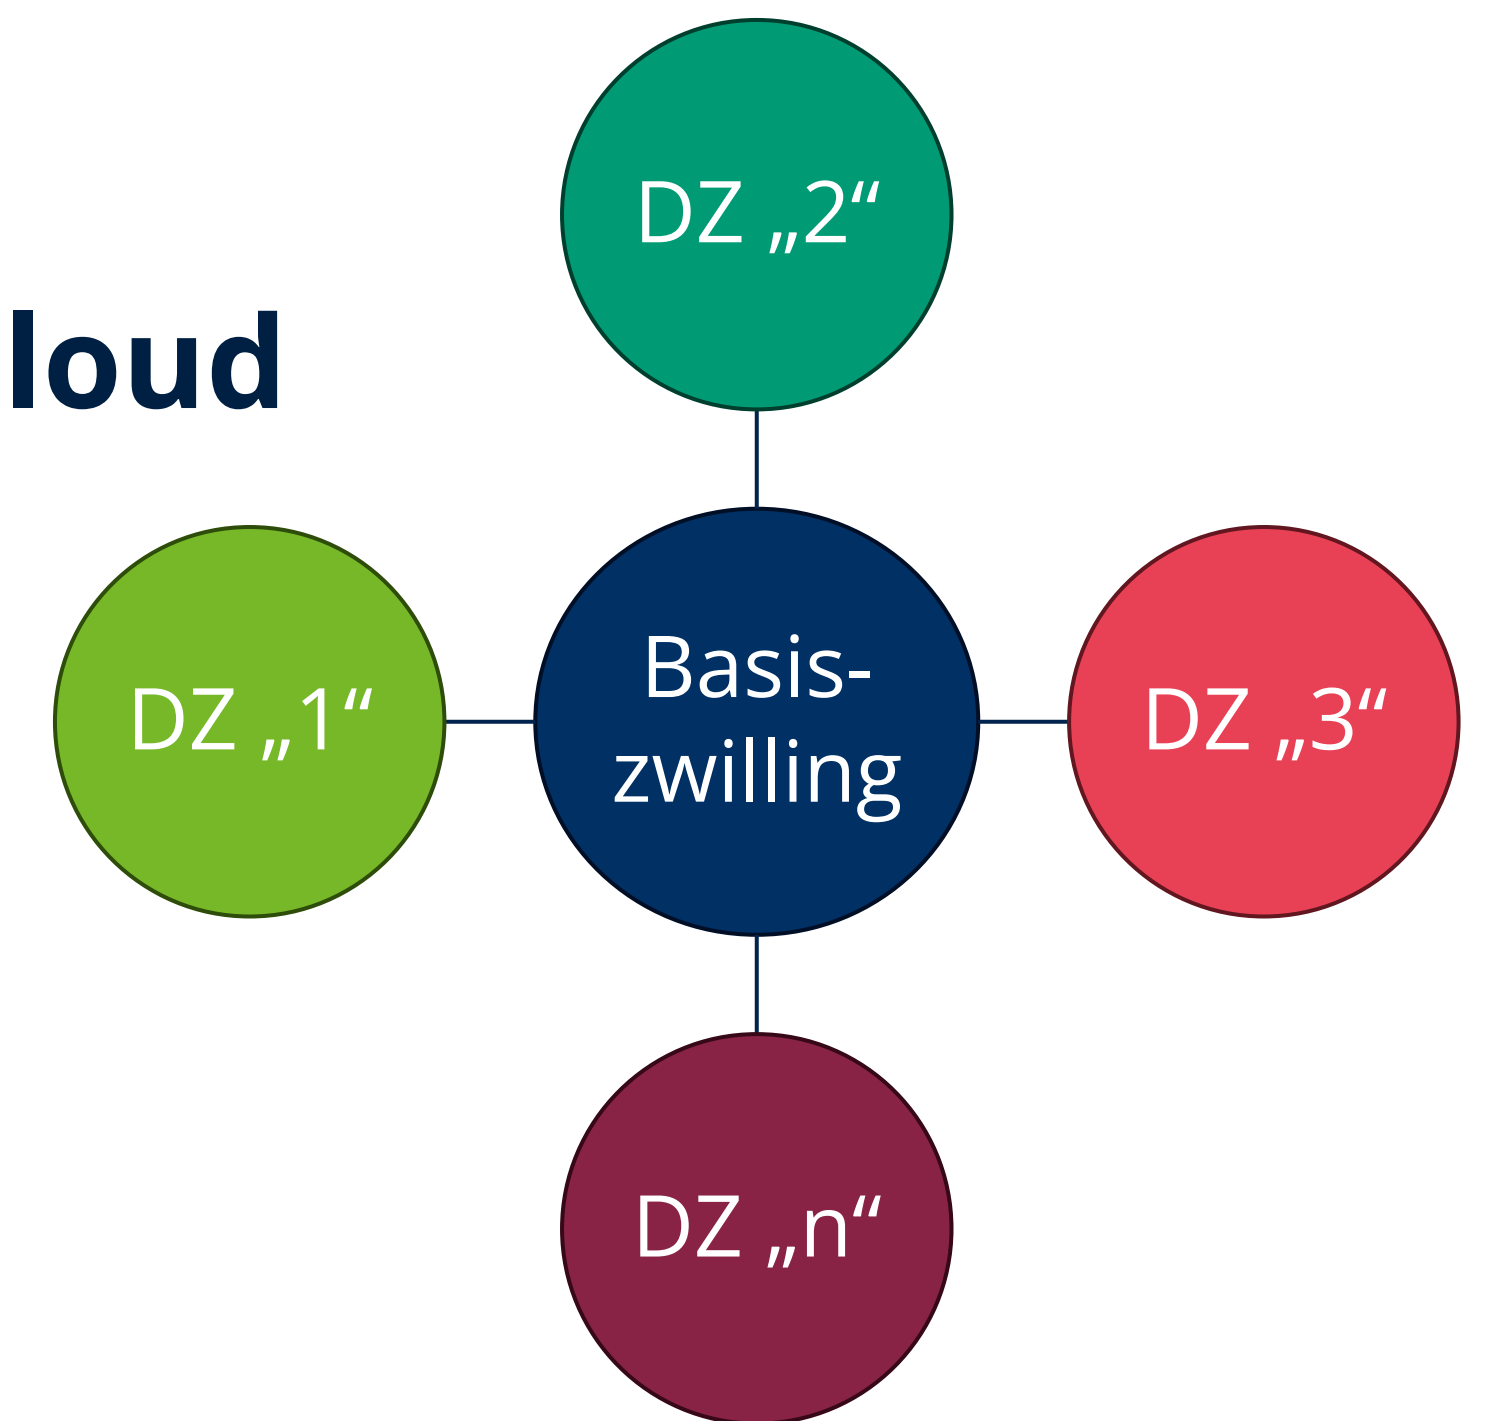 DZ „2“
loud
DZ „1“
Basis-
zwilling
DZ „3“
DZ „n“